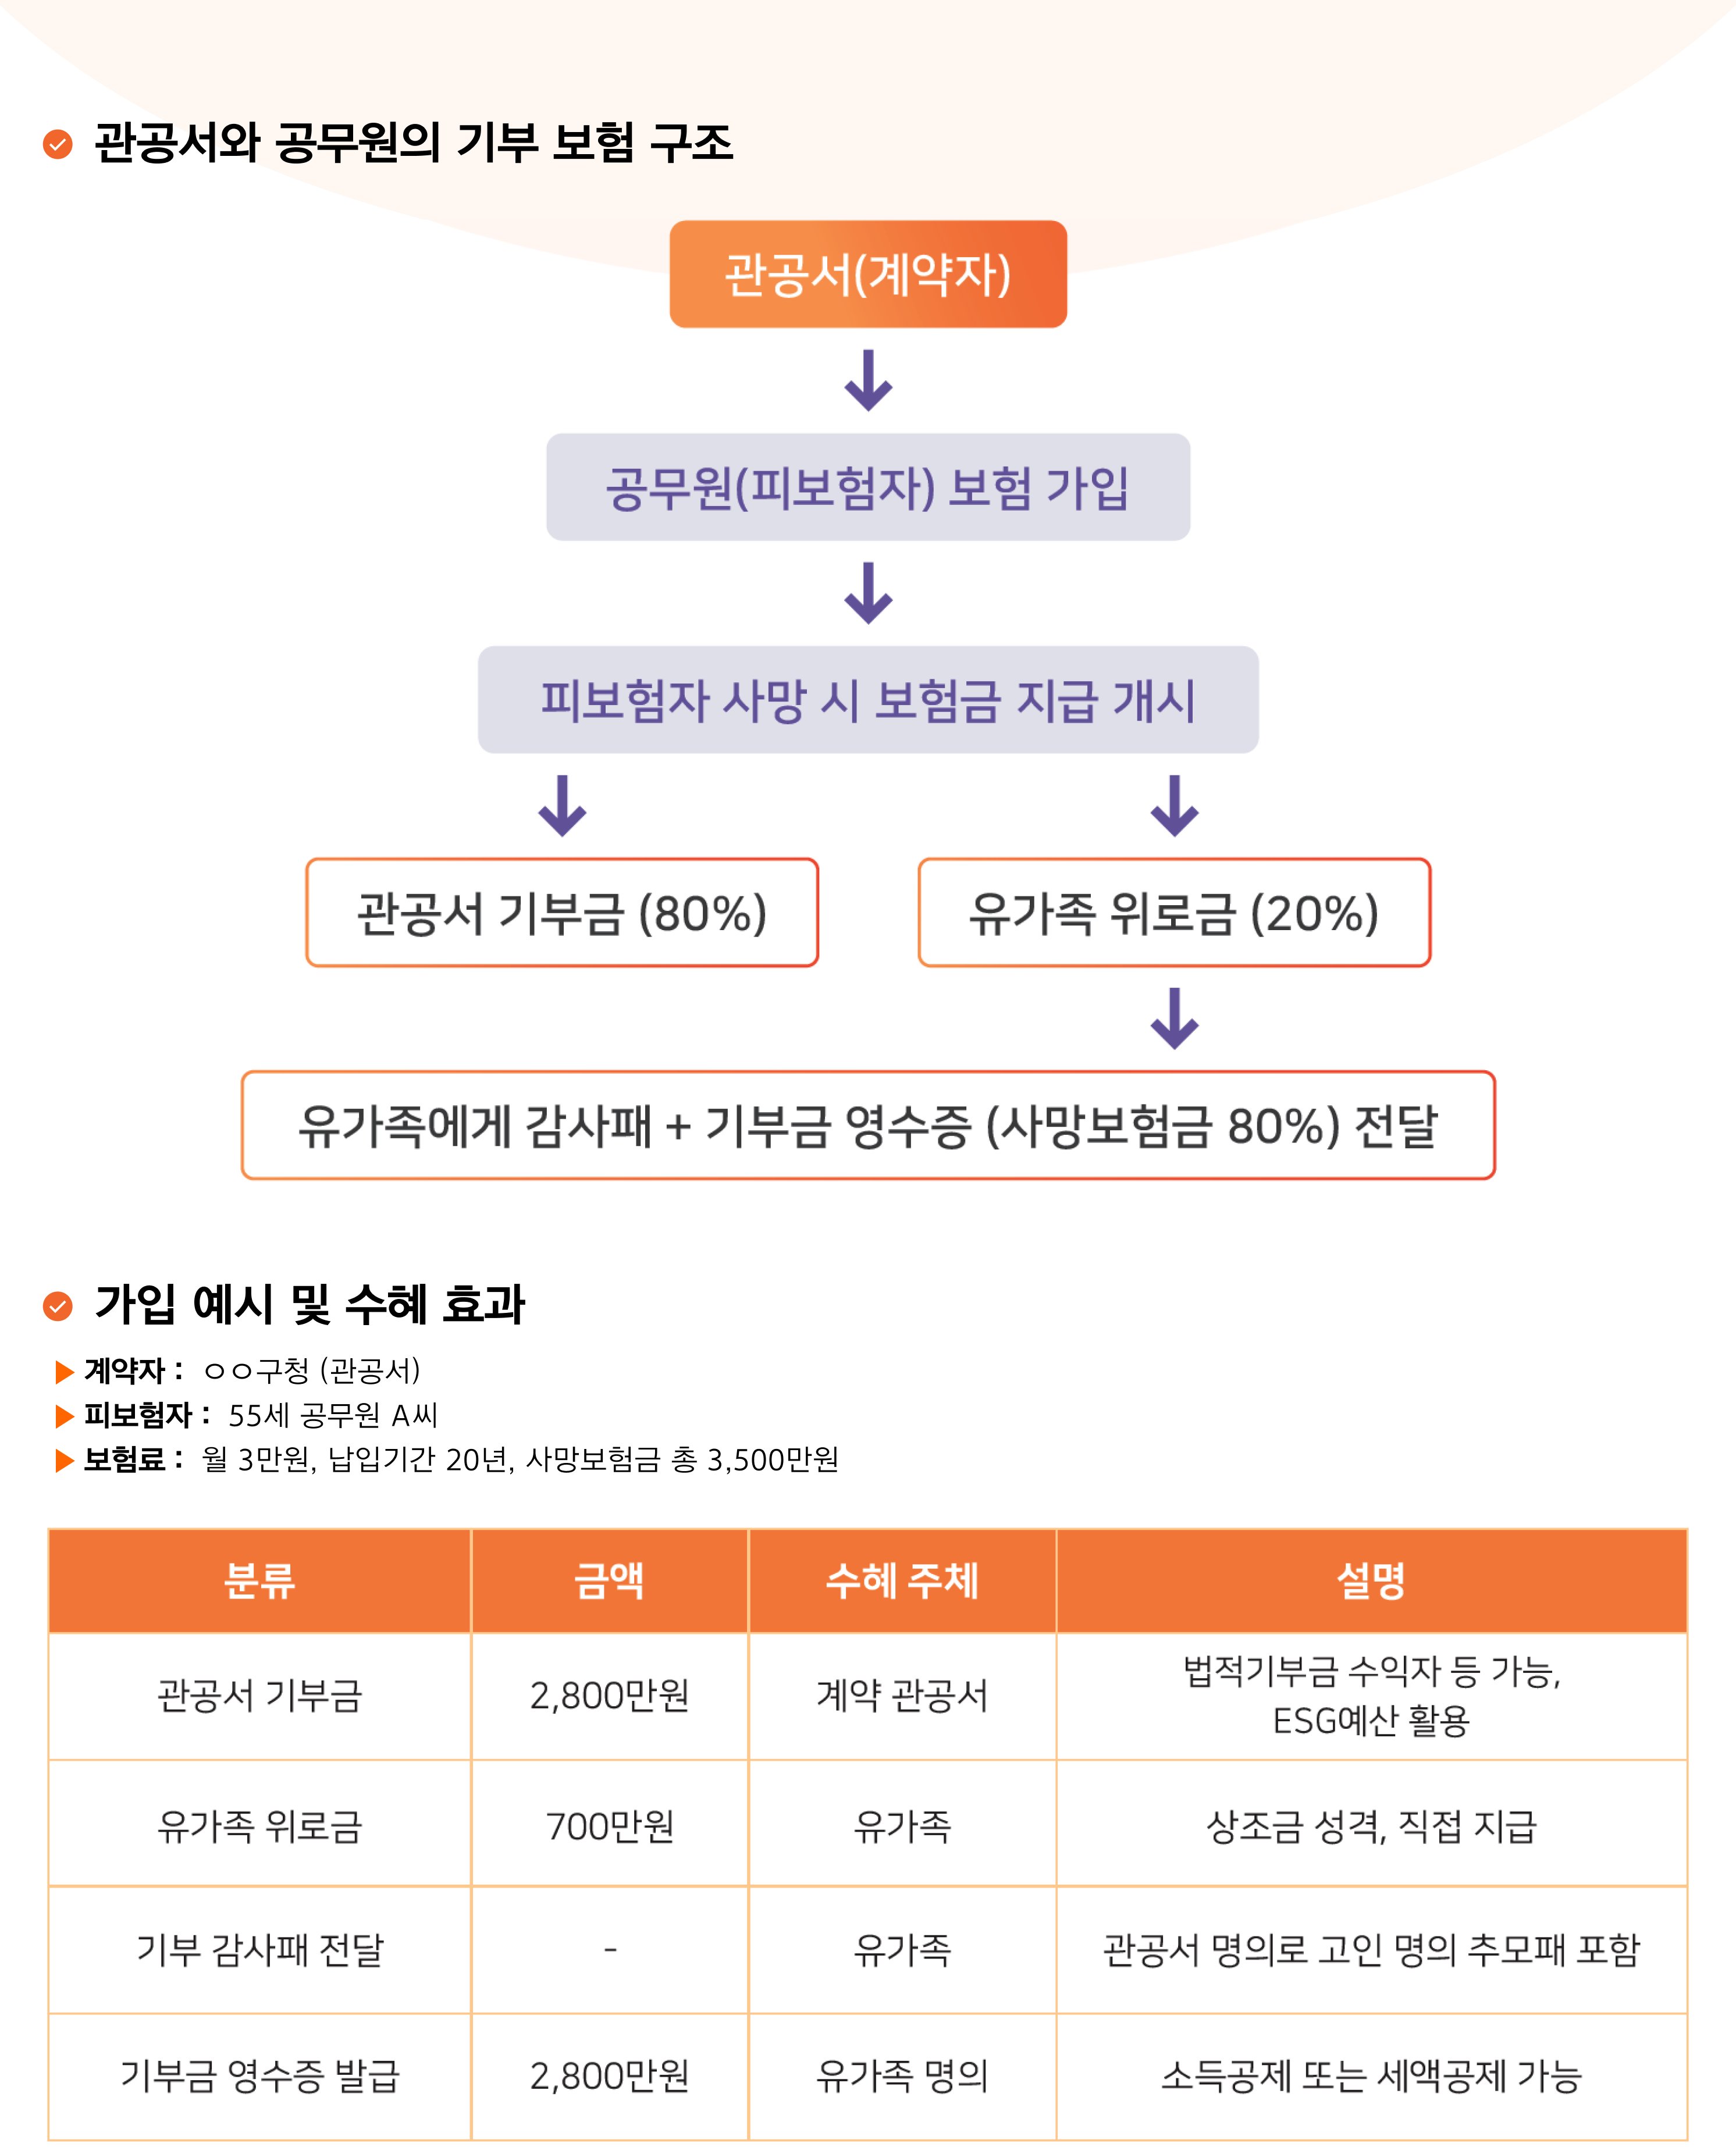 관공서와 공무원의 기부 보험 구조
관공서(계약자)
공무원(피보험자) 보험 가입
피보험자 사망 시 보험금 지급 개시
관공서 기부금 (80%) 유가족 위로금 (20%)
유가족에게 감사패 + 기부금 영수증 (사망보험금 80%) 전달
가입 예시 및 수혜 효과
계약자 : ㅇㅇ구청 (관공서)
피보험자 : 55세 공무원 A씨
보험료 : 월 3만원, 납입기간 20년, 사망보험금 총 3,500만원
분류 금액 수혜 주체 설명
관공서 기부금 2,800만원 계약 관공서 법적기부금 수익자 등 가능,
ESG예산 활용
유가족 위로금 700만원 유가족 상조금 성격, 직접 지급
기부 감사패 전달 - 유가족 관공서 명의로 고인 명의 추모패 포함
기부금 영수증 발급 2,800만원 유가족 명의 소득공제 또는 세액공제 가능